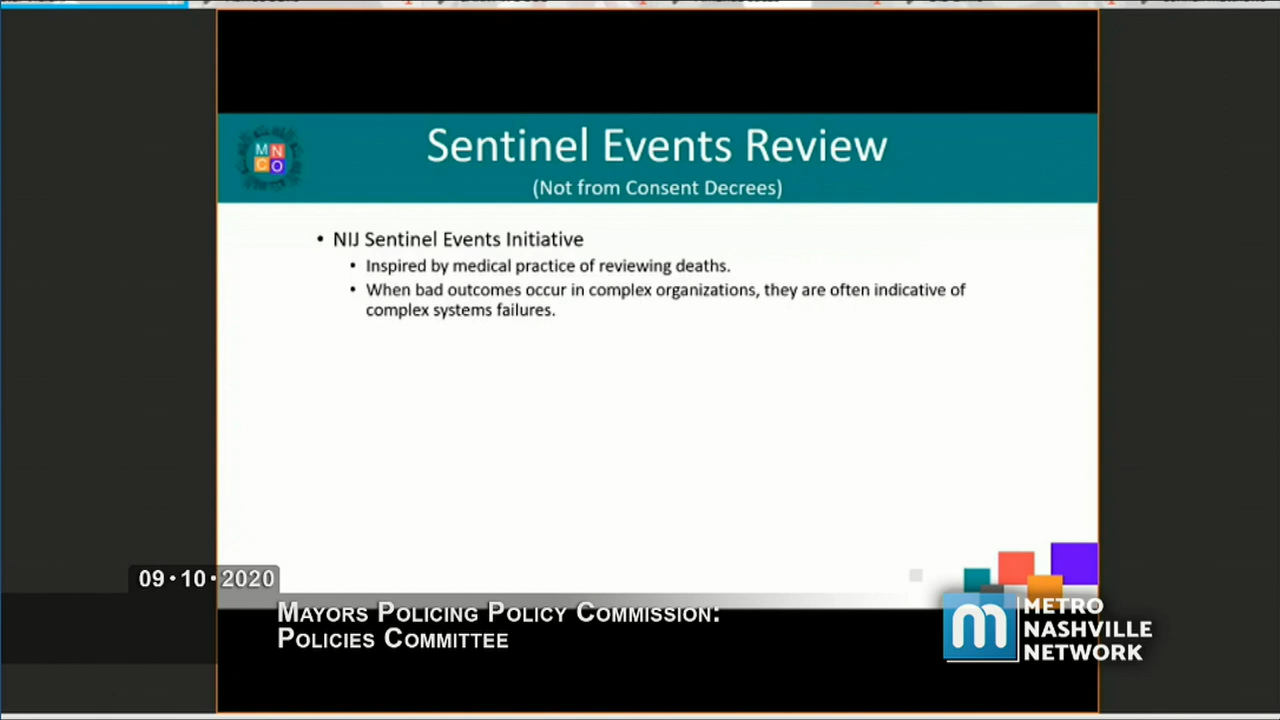 MN
CO
Sentinel Events Review
(Not from Consent Decrees)
• NIJ Sentinel Events Initiative
• Inspired by medical practice of reviewing deaths.
• When bad outcomes occur in complex organizations, they are often indicative of
complex systems failures.
09•10•2020
MAYORS POLICING POLICY COMMISSION:
POLICIES COMMITTEE
m
METRO
NASHVILLE
NETWORK